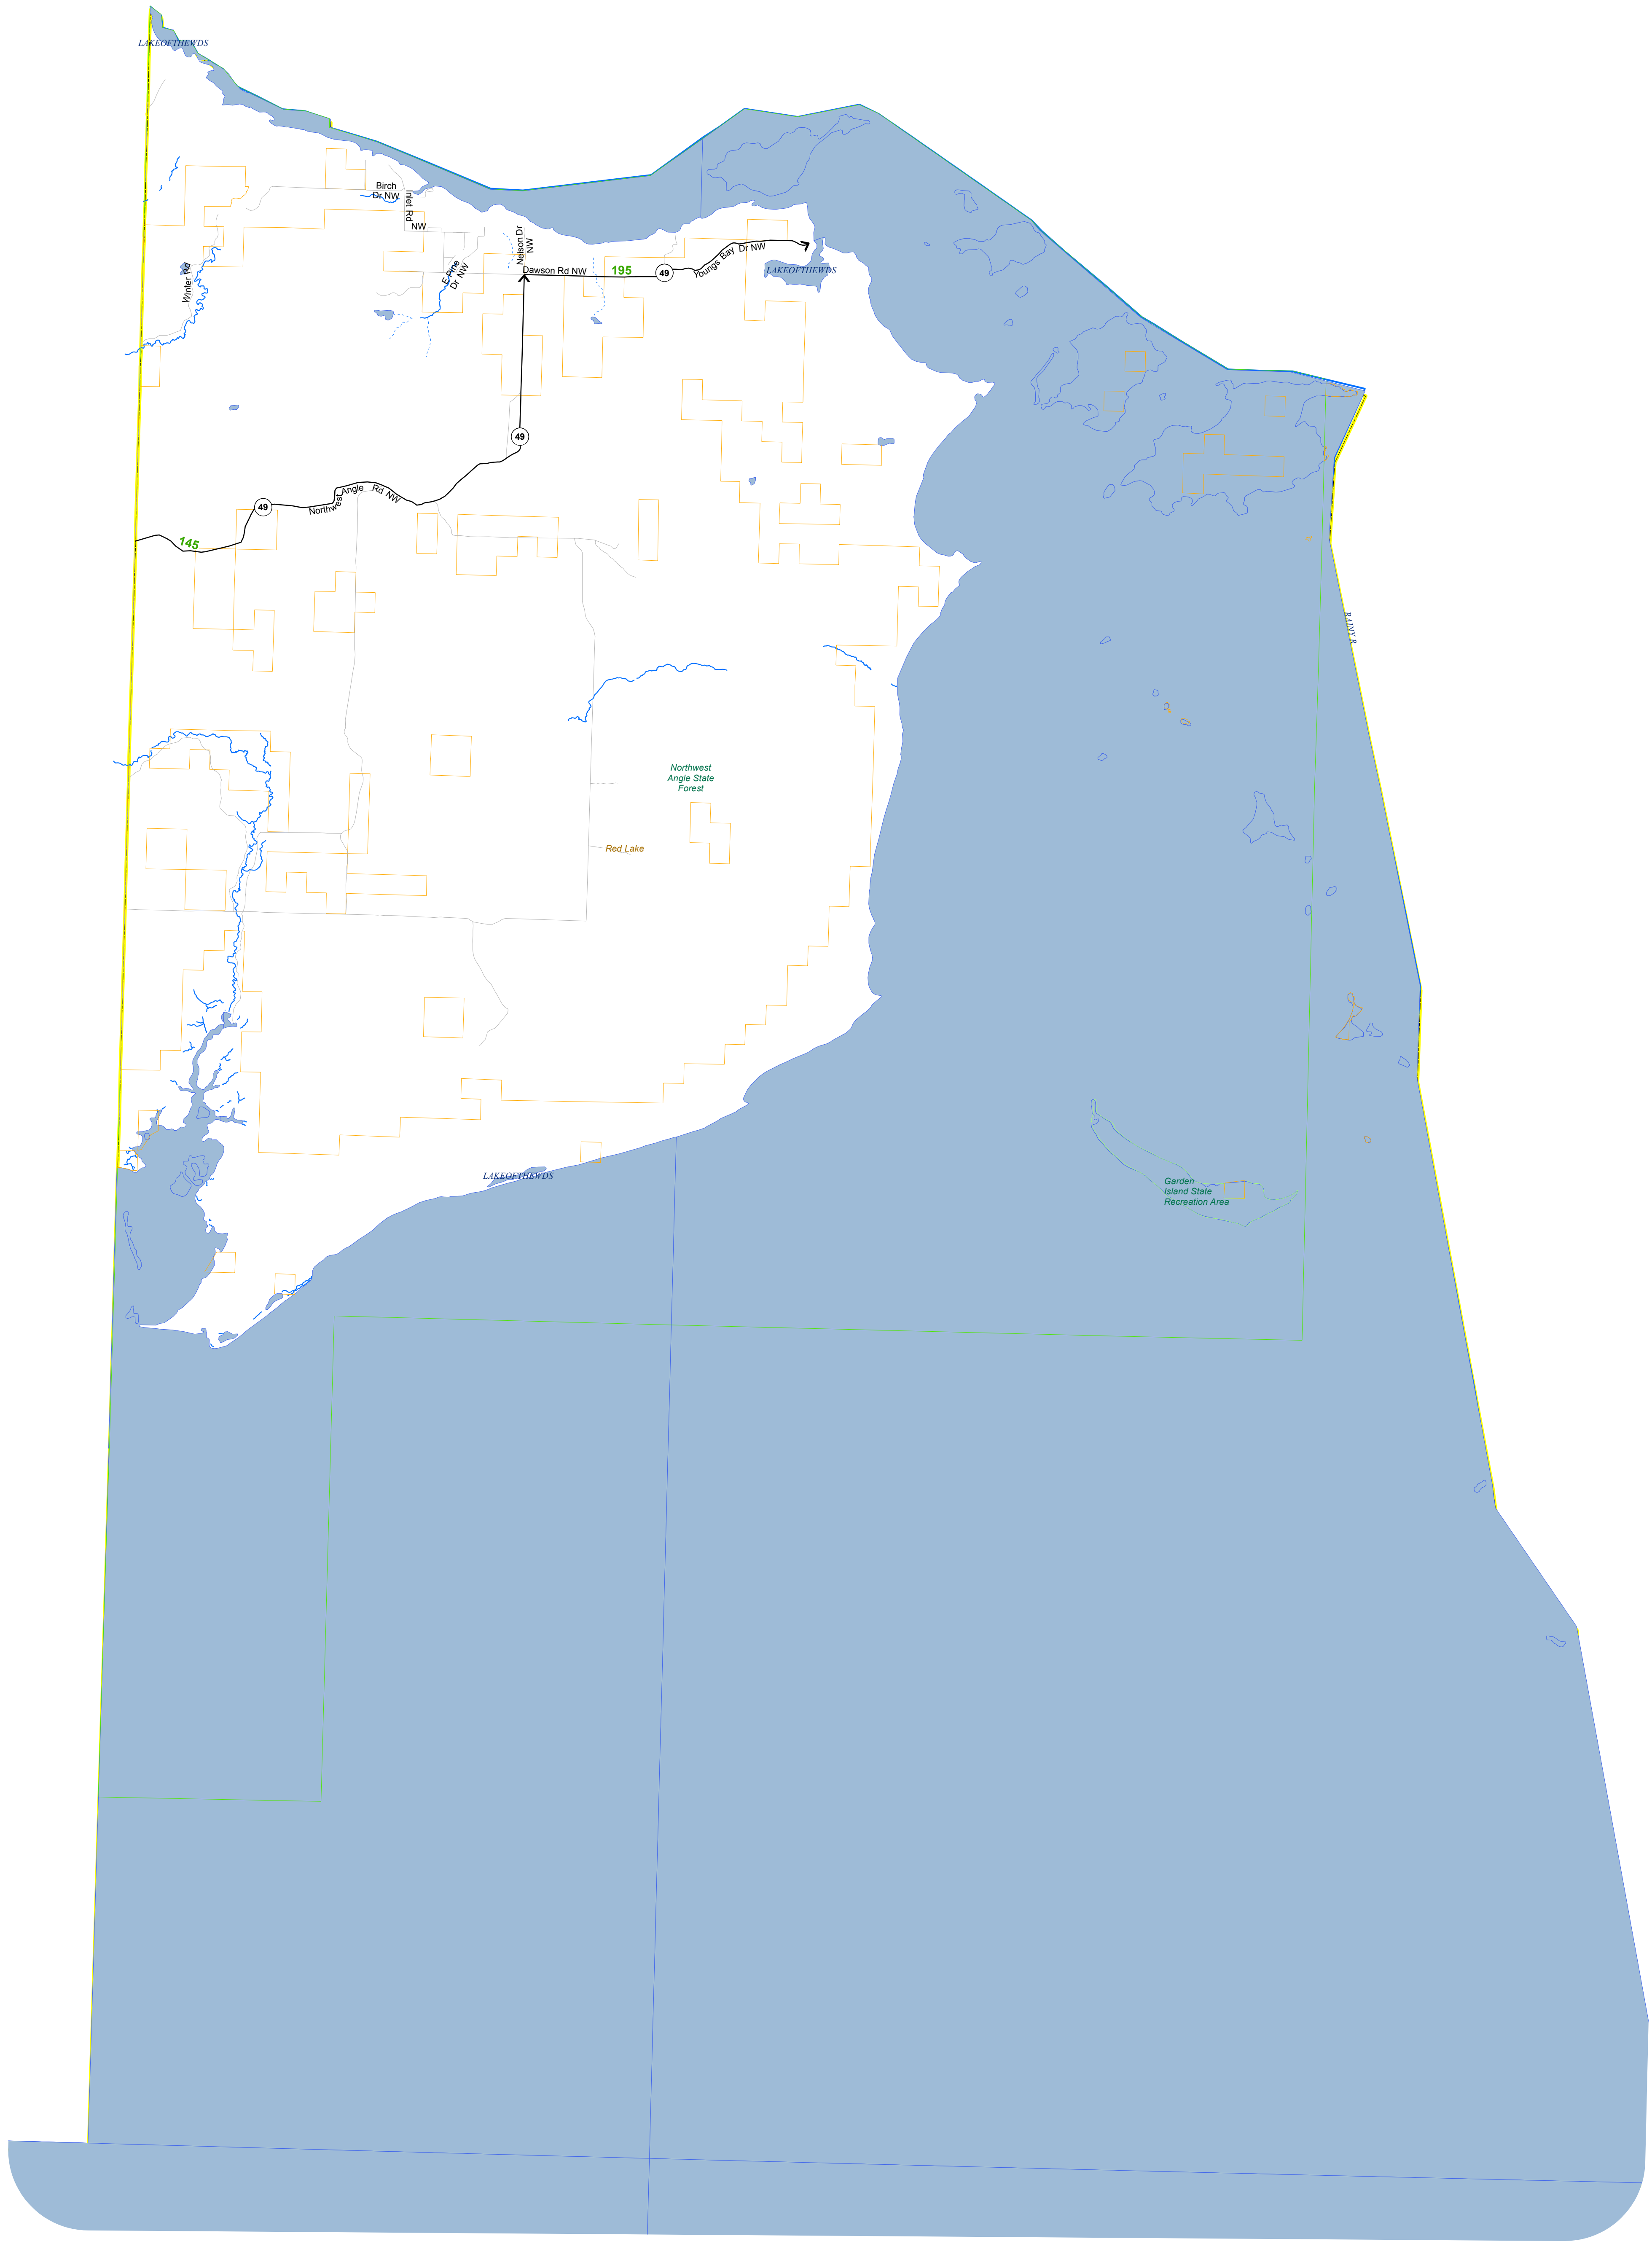 LAKEOFTHEWDS
Birch
Dr NW
Inlet Rd
NW
Nelson Dr
NW
Winter Rd
E Pine
Dr NW
Dawson Rd NW
195
49
Youngs Bay Dr NW
LAKEOFTHEWDS
49
49
Northwest Angle Rd NW
145
RAINY R
Northwest
Angle State
Forest
Red Lake
LAKEOFTHEWDS
Garden
Island State
Recreation Area